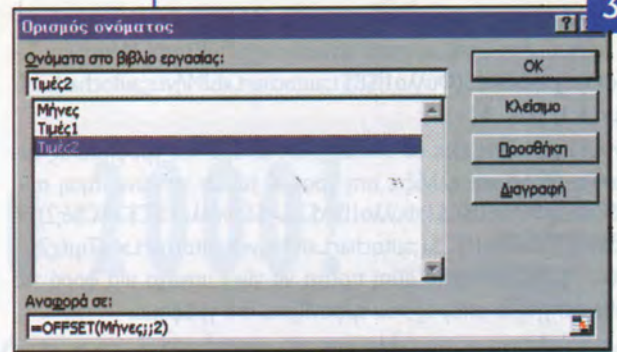 3
Ορισμός ονόματος
Ονόματα στο βιβλίο εργασίας:
Τιμές2
Μήνες
Τιμές1
Τιμές2
OK
Κλείσιμο
Προσθήκη
Διαγραφή
Αναφορά σε:
=OFFSET(Μήνες;;2)